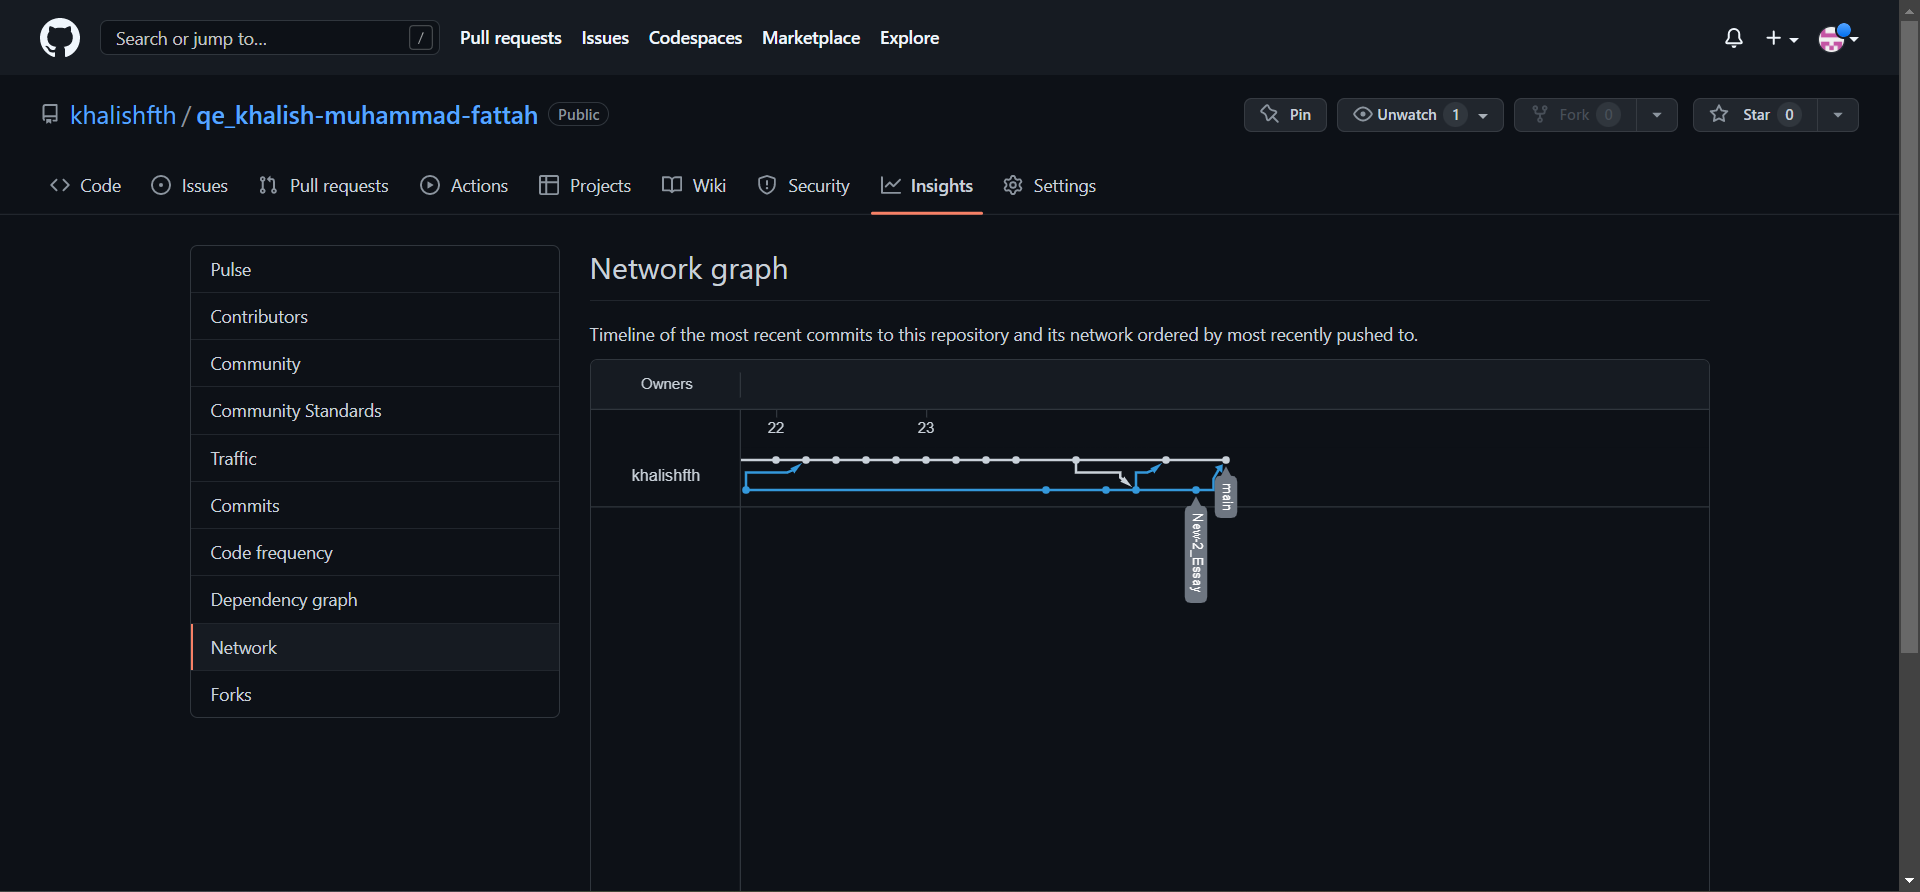 Search or jump to... /
Pull requests Issues Codespaces Marketplace Explore
khalishfth / qe_khalish-muhammad-fattah Public
Pin Unwatch 1 Fork 0 Star 0
Code Issues Pull requests Actions Projects Wiki Security Insights Settings
Pulse
Contributors
Community
Community Standards
Traffic
Commits
Code frequency
Dependency graph
Network
Forks
Network graph
Timeline of the most recent commits to this repository and its network ordered by most recently pushed to.
Owners
22 23
khalishfth
main
New-2_Essay